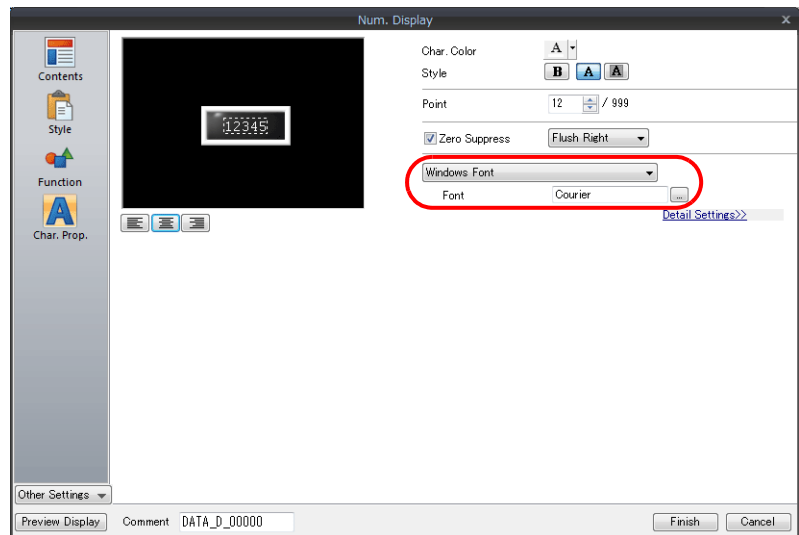 Num. Display
x
Contents
Style
Function
A
Char. Prop.
12345
Char. Color A
Style B A A
Point 12 / 999
Zero Suppress Flush Right
Windows Font
Font Courier ...
Detail Settings>>
Other Settings
Preview Display Comment DATA_D_00000 Finish Cancel